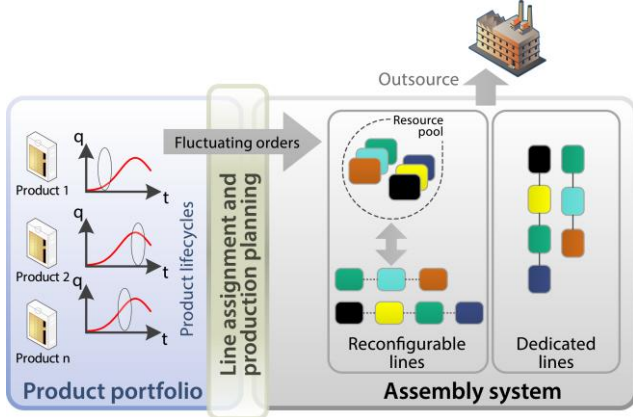 Outsource
Resource
pool
Fluctuating orders
q
t
Product 1
q
t
Product 2
q
t
Product n
Product lifecycles
Line assignment and
production planning
Reconfigurable
lines
Dedicated
lines
Product portfolio
Assembly system